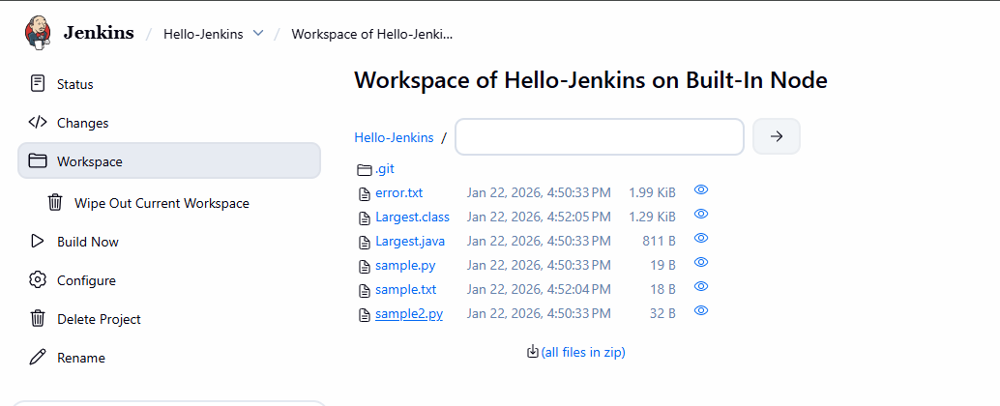 Jenkins / Hello-Jenkins / Workspace of Hello-Jenki...
Status
Changes
Workspace
Wipe Out Current Workspace
Build Now
Configure
Delete Project
Rename
Workspace of Hello-Jenkins on Built-In Node
Hello-Jenkins /
.git
error.txt Jan 22, 2026, 4:50:33 PM 1.99 KiB
Largest.class Jan 22, 2026, 4:52:05 PM 1.29 KiB
Largest.java Jan 22, 2026, 4:50:33 PM 811 B
sample.py Jan 22, 2026, 4:50:33 PM 19 B
sample.txt Jan 22, 2026, 4:52:04 PM 18 B
sample2.py Jan 22, 2026, 4:50:33 PM 32 B
(all files in zip)